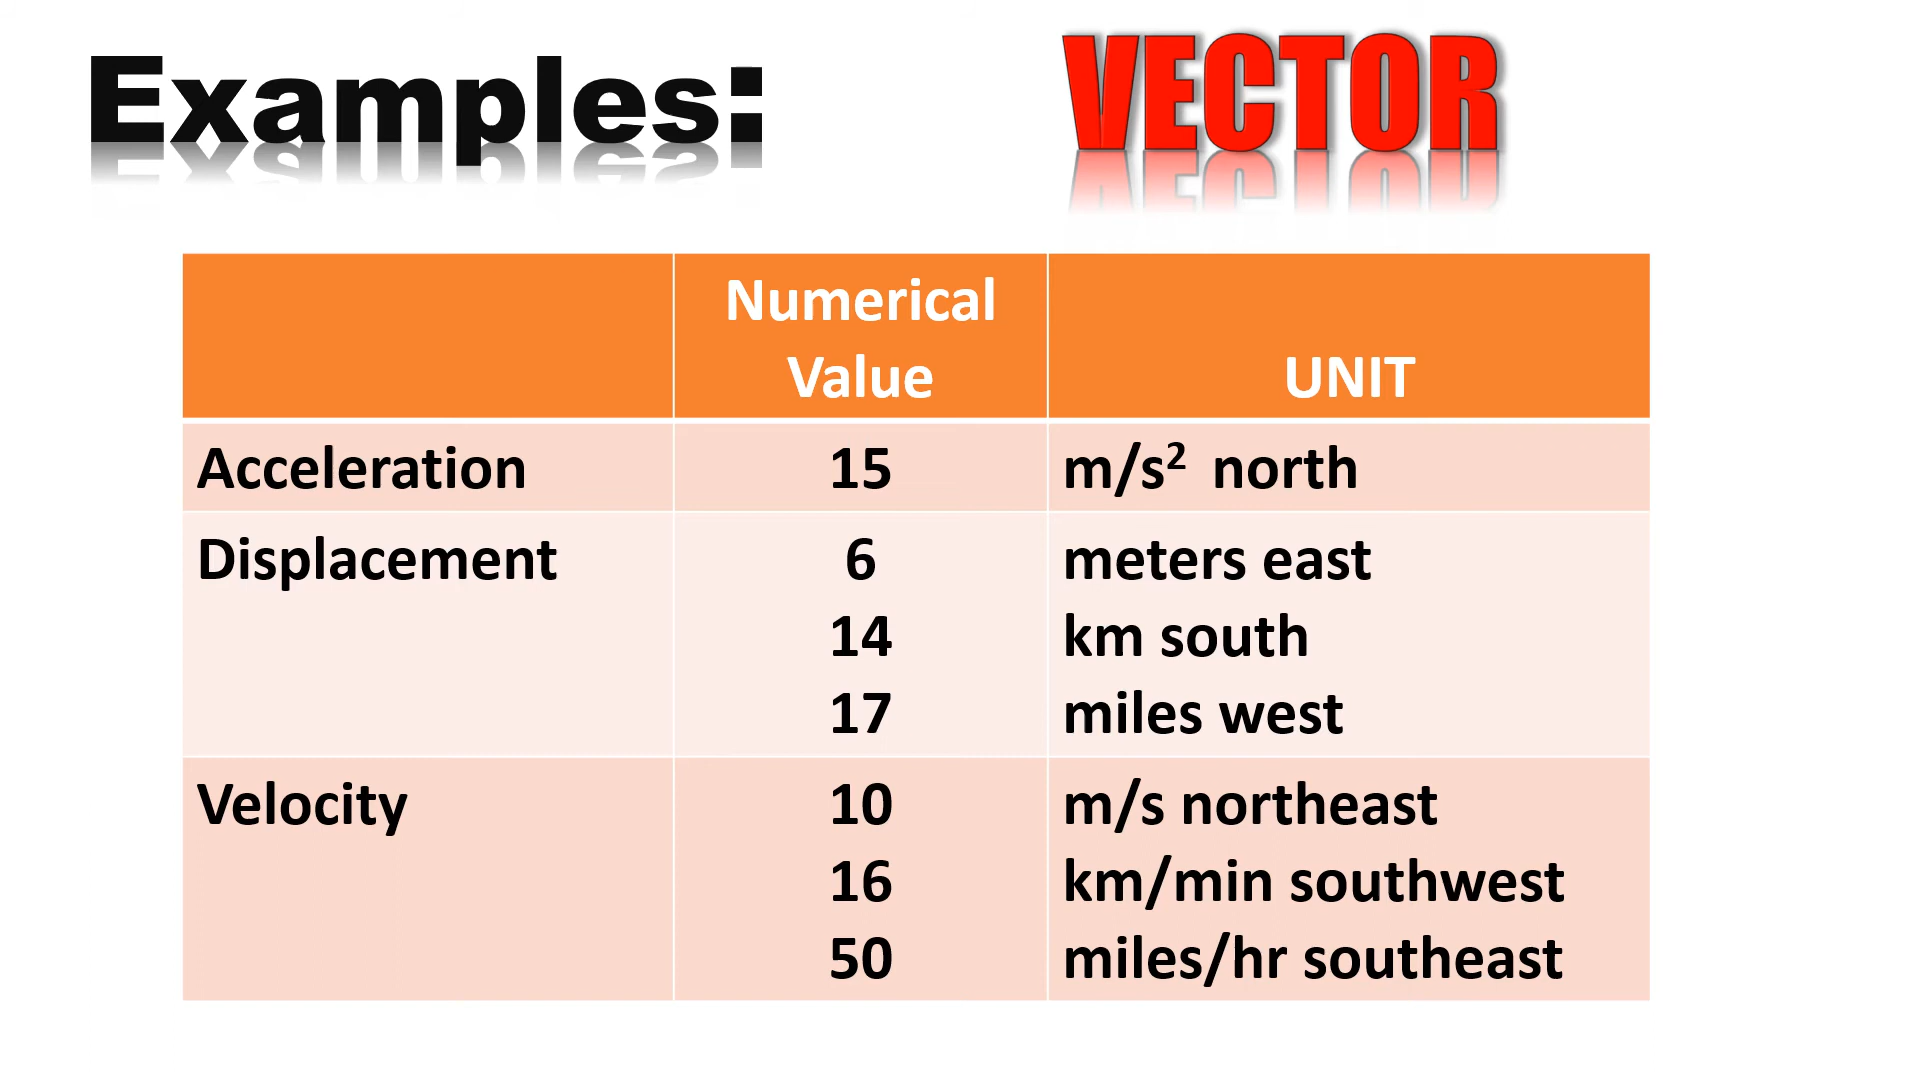 Examples:
VECTOR
Numerical
Value
UNIT
Acceleration 15 m/s² north
Displacement 6 meters east
14 km south
17 miles west
Velocity 10 m/s northeast
16 km/min southwest
50 miles/hr southeast